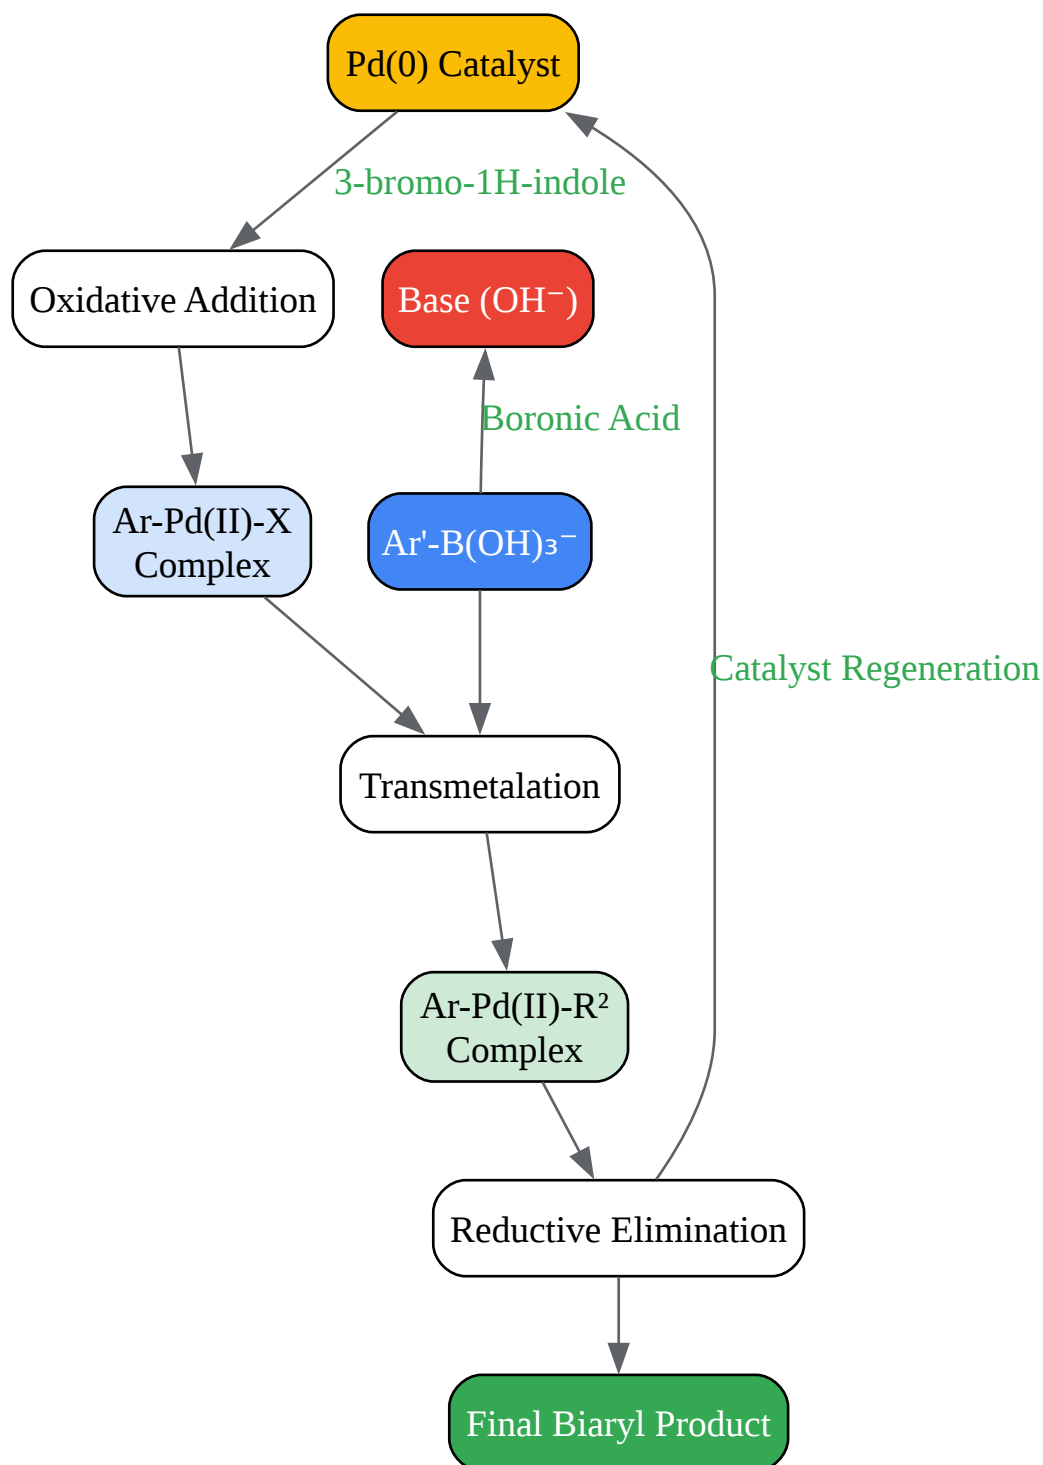 Pd(0) Catalyst
3-bromo-1H-indole
Oxidative Addition
Base (OH⁻)
Boronic Acid
Ar-Pd(II)-X
Complex
Ar'-B(OH)₃⁻
Catalyst Regeneration
Transmetalation
Ar-Pd(II)-R²
Complex
Reductive Elimination
Final Biaryl Product